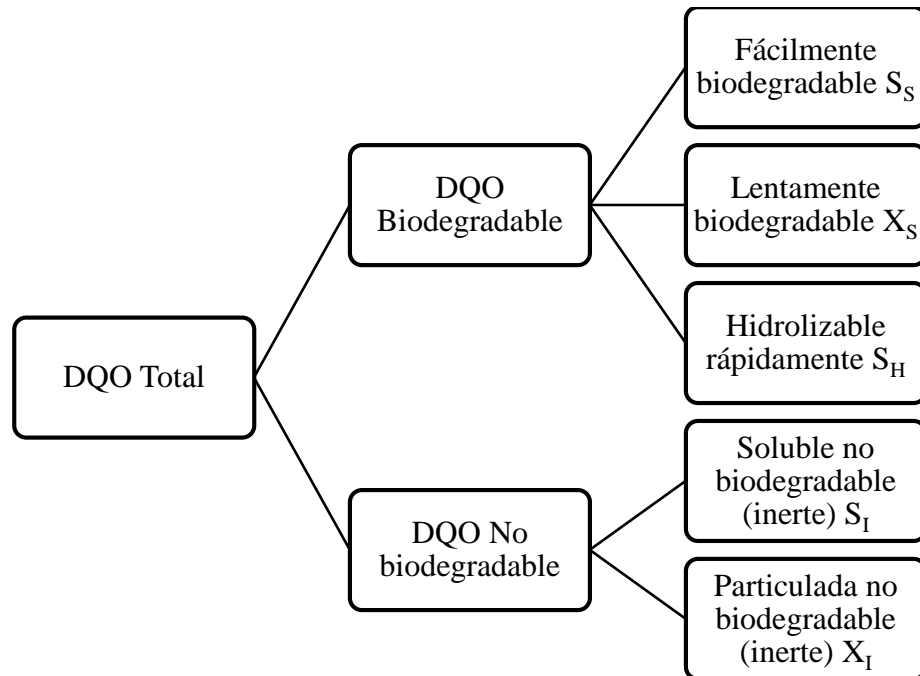 DQO Total
DQO
Biodegradable
Fácilmente
biodegradable S_S
Lentamente
biodegradable X_S
Hidrolizable
rápidamente S_H
DQO No
biodegradable
Soluble no
biodegradable
(inerte) S_I
Particulada no
biodegradable
(inerte) X_I